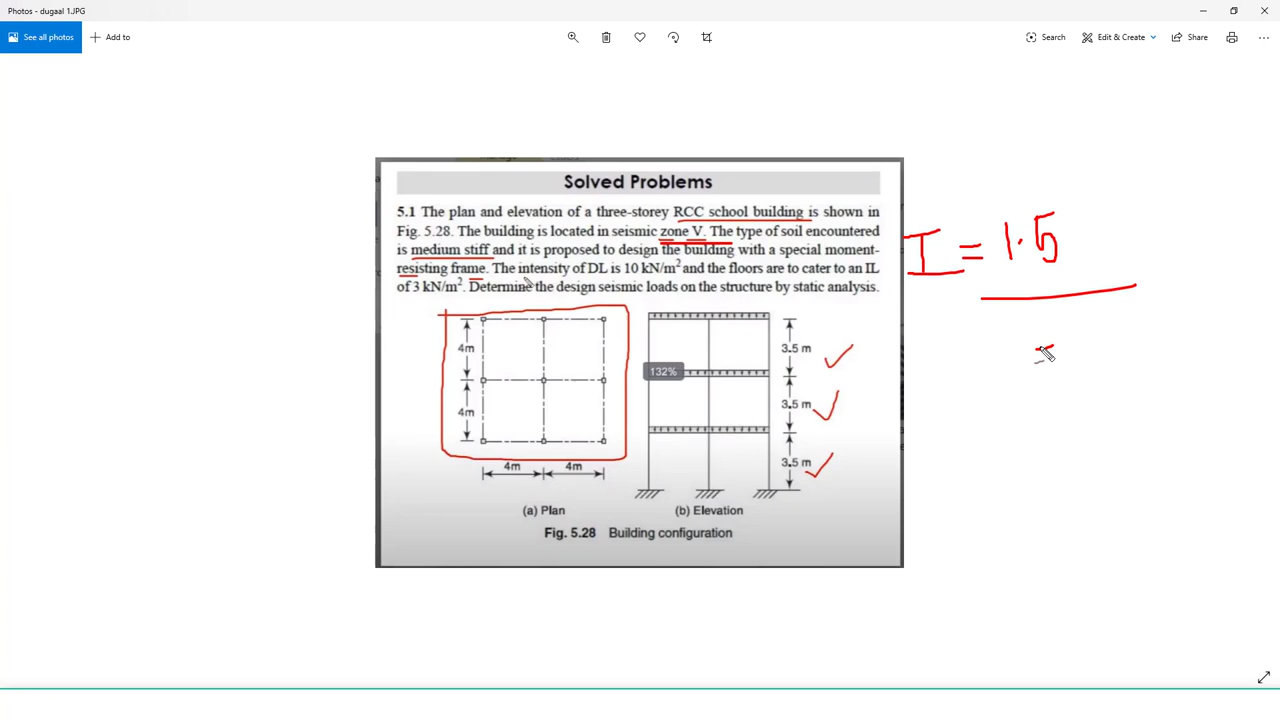 Photos - dugaal 1.JPG
See all photos
Add to
Search
Edit & Create
Share
Solved Problems
5.1 The plan and elevation of a three-storey RCC school building is shown in
Fig. 5.28. The building is located in seismic zone V. The type of soil encountered
is medium stiff and it is proposed to design the building with a special moment-
resisting frame. The intensity of DL is 10 kN/m² and the floors are to cater to an IL
of 3 kN/m². Determine the design seismic loads on the structure by static analysis.
I = 1.5
4m
4m
4m
4m
132%
3.5 m
3.5 m
3.5 m
(a) Plan
(b) Elevation
Fig. 5.28 Building configuration